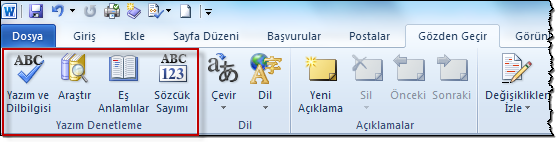 Dosya Giriş Ekle Sayfa Düzeni Başvurular Postalar Gözden Geçir Görün
ABC ABC
123
Yazım ve Dilbilgisi Araştır Eş Anlamlılar Sözcük Sayımı Çevir Dil Yeni Açıklama Sil Önceki Sonraki Değişiklikleri İzle
Yazım Denetleme Dil Açıklamalar